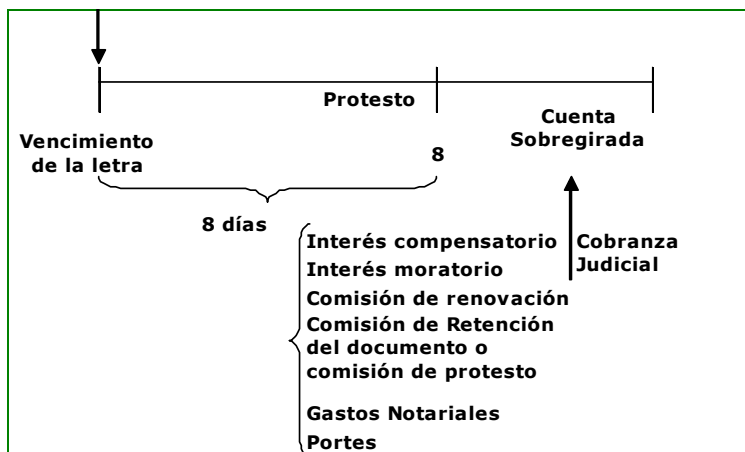 Protesto
Vencimiento
de la letra
Cuenta
Sobregirada
8
8 días
Interés compensatorio
Interés moratorio
Comisión de renovación
Comisión de Retención
del documento o
comisión de protesto
Gastos Notariales
Portes
Cobranza
Judicial